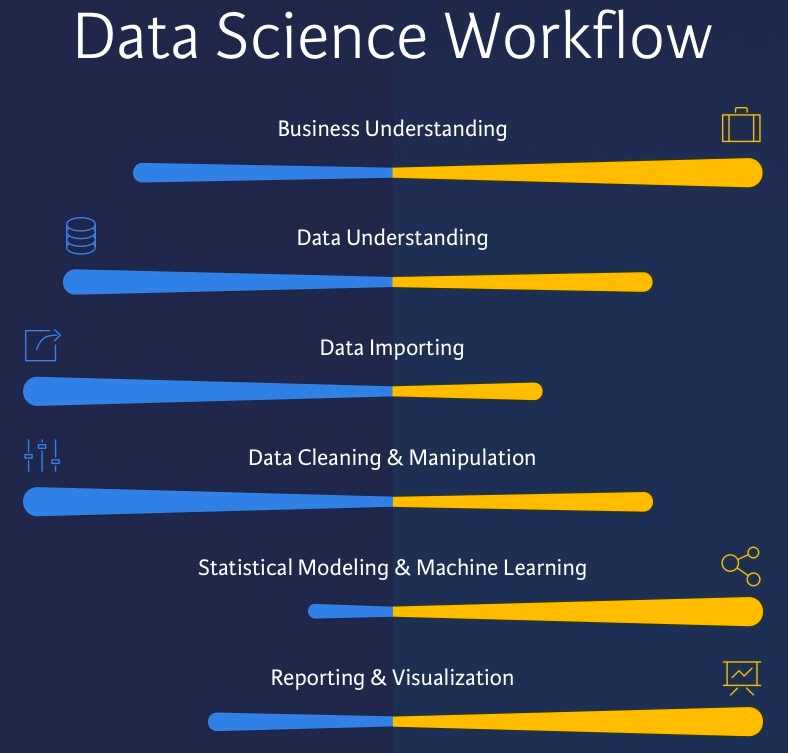 Data Science Workflow
Business Understanding
Data Understanding
Data Importing
Data Cleaning & Manipulation
Statistical Modeling & Machine Learning
Reporting & Visualization